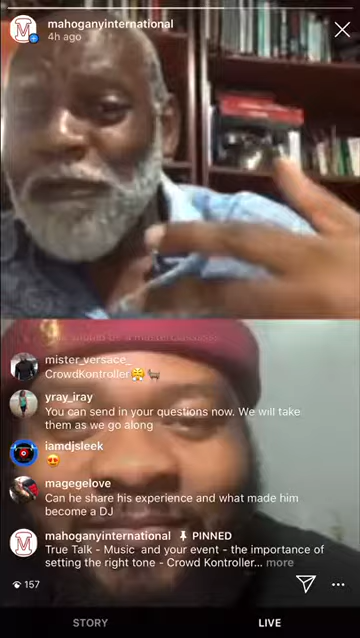 mahoganyinternational
4h ago
mister_versace_
CrowdKontroller😤🐐
yray_iray
You can send in your questions now. We will take
them as we go along
iamdjsleek
😍
magegelove
Can he share his experience and what made him
become a DJ
mahoganyinternational PINNED
True Talk - Music and your event - the importance of
setting the right tone - Crowd Kontroller... more
157
STORY
LIVE